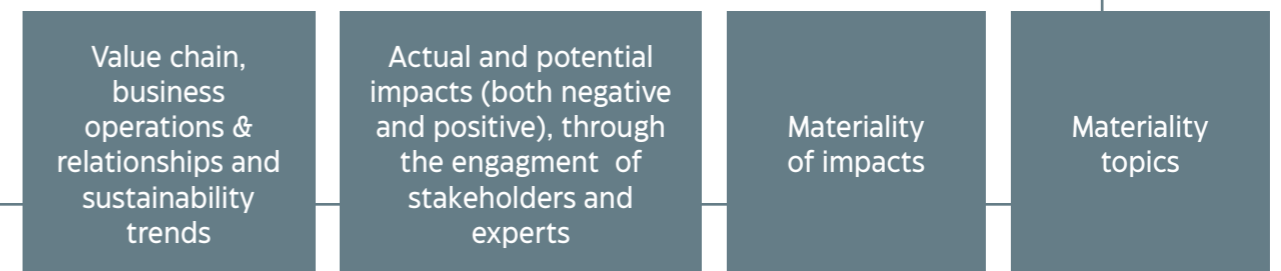 Value chain,
business
operations &
relationships and
sustainability
trends
Actual and potential
impacts (both negative
and positive), through
the engagment of
stakeholders and
experts
Materiality
of impacts
Materiality
topics